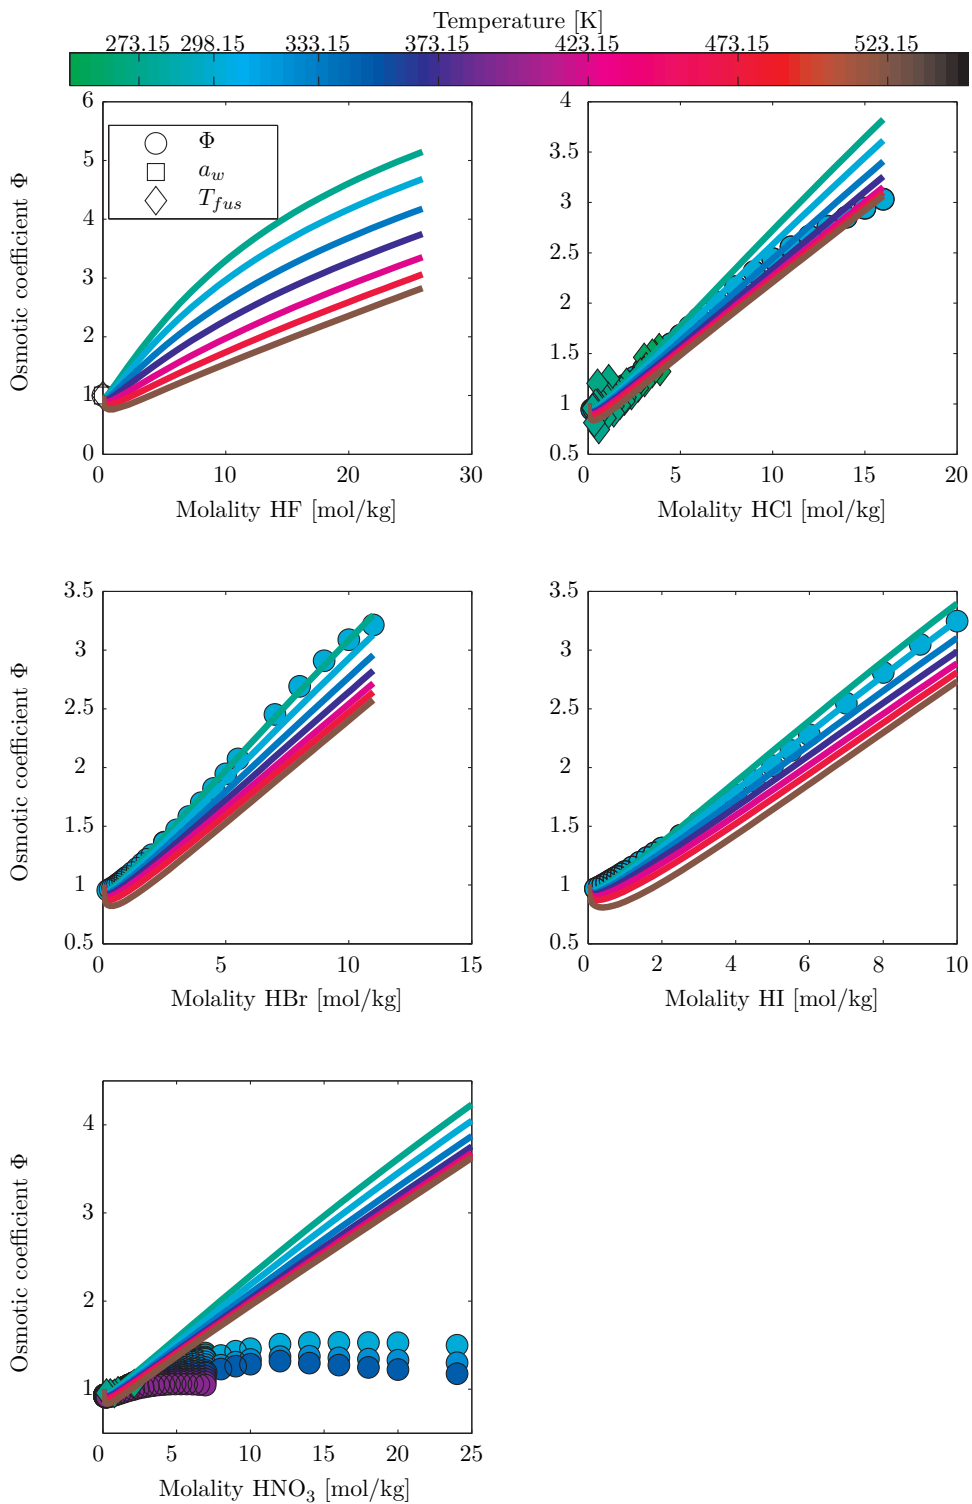 Temperature [K]
273.15 298.15 333.15 373.15 423.15 473.15 523.15
6
5
4
3
2
1
0
0 10 20 30
Osmotic coefficient Φ
Molality HF [mol/kg]
Φ
a_w
T_fus
4
3.5
3
2.5
2
1.5
1
0.5
0 5 10 15 20
Osmotic coefficient Φ
Molality HCl [mol/kg]
3.5
3
2.5
2
1.5
1
0.5
0 5 10 15
Osmotic coefficient Φ
Molality HBr [mol/kg]
3.5
3
2.5
2
1.5
1
0.5
0 2 4 6 8 10
Osmotic coefficient Φ
Molality HI [mol/kg]
4
3
2
1
0 5 10 15 20 25
Osmotic coefficient Φ
Molality HNO₃ [mol/kg]